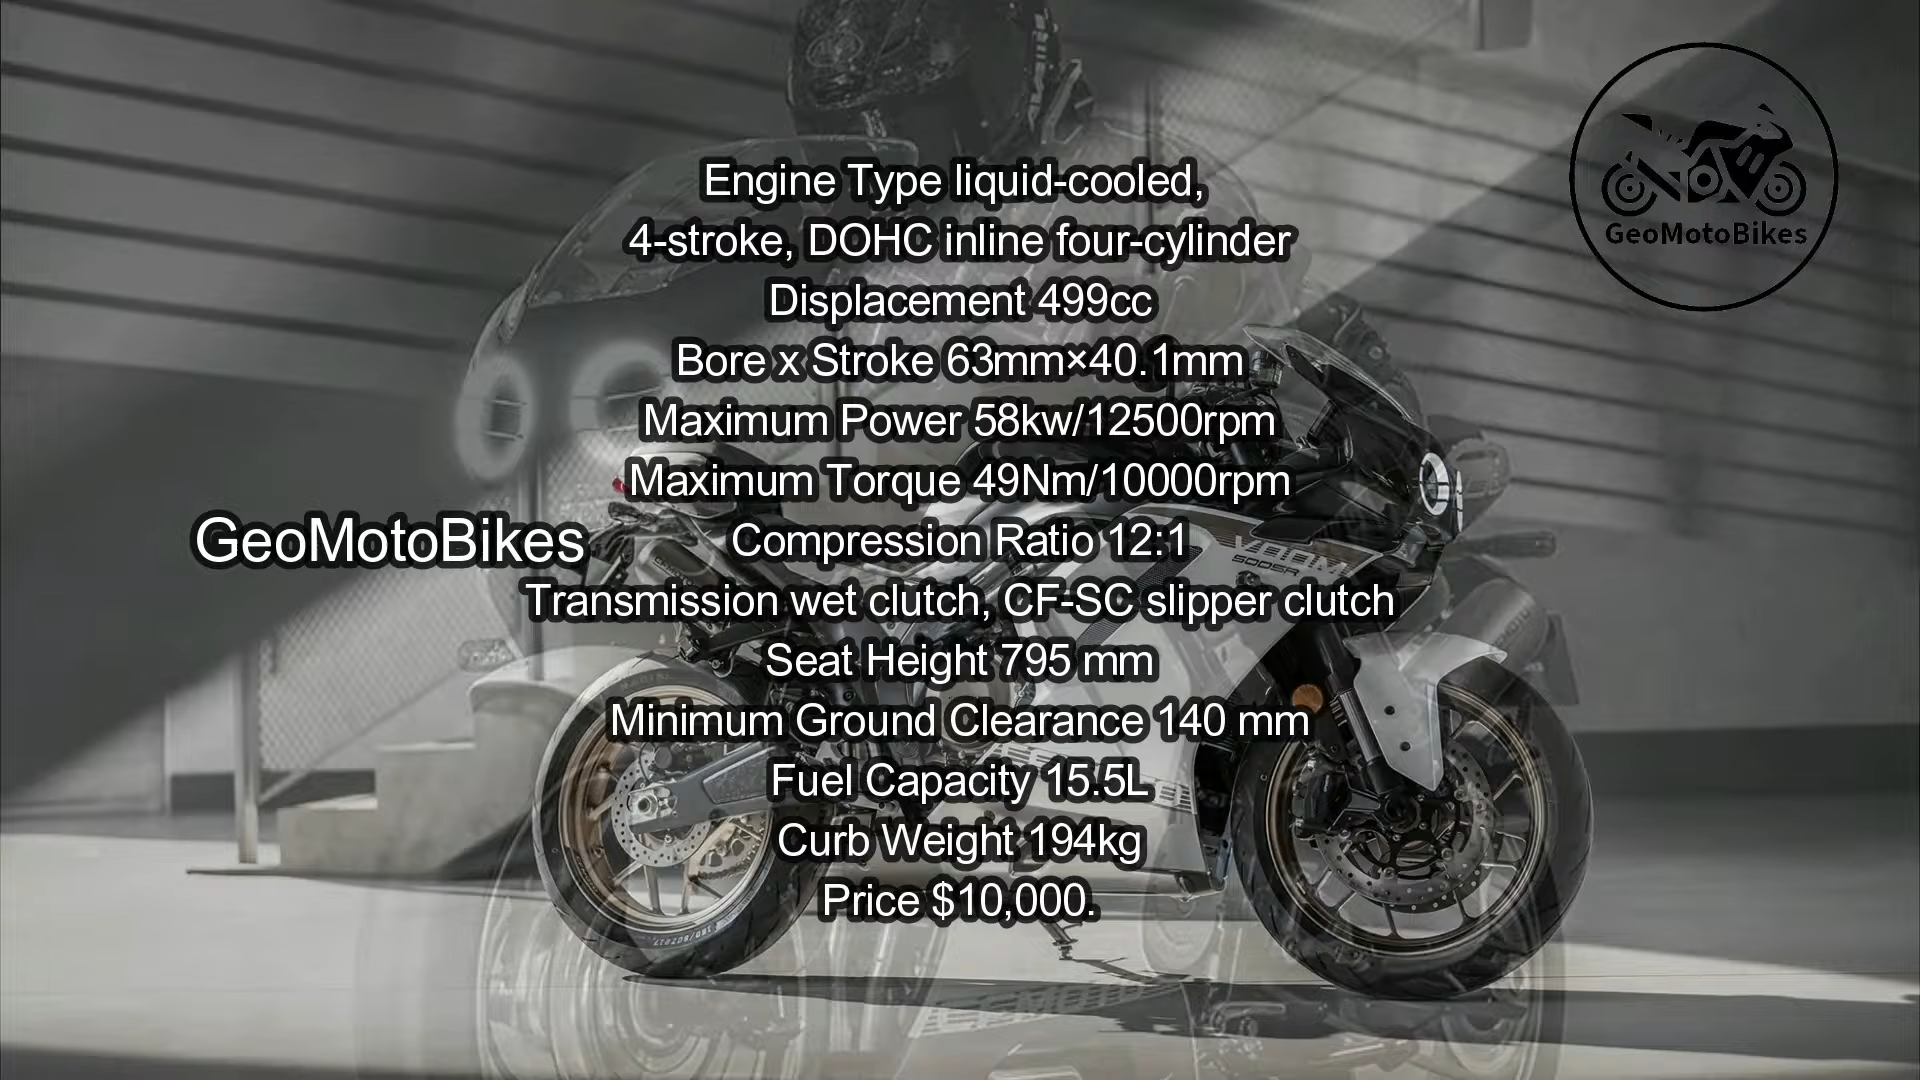 GeoMotoBikes
Engine Type liquid-cooled,
4-stroke, DOHC inline four-cylinder
Displacement 499cc
Bore x Stroke 63mm×40.1mm
Maximum Power 58kw/12500rpm
Maximum Torque 49Nm/10000rpm
GeoMotoBikes
Compression Ratio 12:1
VOOM
500SR
Transmission wet clutch, CF-SC slipper clutch
Seat Height 795 mm
Minimum Ground Clearance 140 mm
Fuel Capacity 15.5L
Curb Weight 194kg
Price $10,000.
CFMOTO